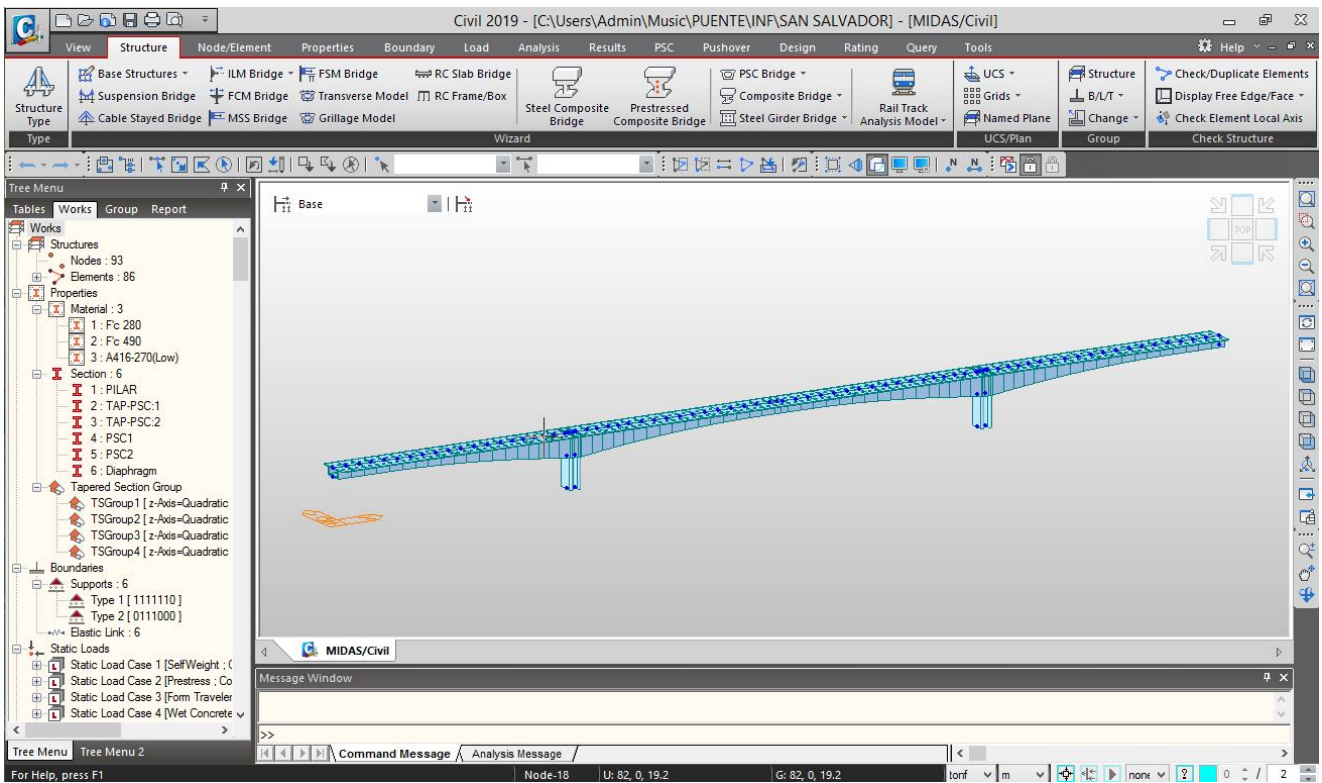 Civil 2019 - [C:\Users\Admin\Music\PUENTE\INF\SAN SALVADOR] - [MIDAS/Civil]
View Structure Node/Element Properties Boundary Load Analysis Results PSC Pushover Design Rating Query Tools Help
Structure Type
Base Structures
Suspension Bridge
Cable Stayed Bridge
ILM Bridge
FCM Bridge
MSS Bridge
FSM Bridge
Transverse Model
Grillage Model
RC Slab Bridge
RC Frame/Box
Steel Composite Bridge
Prestressed Composite Bridge
PSC Bridge
Composite Bridge
Steel Girder Bridge
Rail Track Analysis Model
UCS
Grids
Named Plane
Structure
B/L/T
Change
Check/Duplicate Elements
Display Free Edge/Face
Check Element Local Axis
Type Wizard UCS/Plan Group Check Structure
Tree Menu
Tables Works Group Report
Works
Structures
Nodes : 93
Elements : 86
Properties
Material : 3
1 : F'c 280
2 : F'c 490
3 : A416-270(Low)
Section : 6
1 : PILAR
2 : TAP-PSC:1
3 : TAP-PSC:2
4 : PSC1
5 : PSC2
6 : Diaphragm
Tapered Section Group
TSGroup1 [ z-Axis=Quadratic
TSGroup2 [ z-Axis=Quadratic
TSGroup3 [ z-Axis=Quadratic
TSGroup4 [ z-Axis=Quadratic
Boundaries
Supports : 6
Type 1 [ 1111110 ]
Type 2 [ 0111000 ]
Elastic Link : 6
Static Loads
Static Load Case 1 [SelfWeight ; (
Static Load Case 2 [Prestress ; Co
Static Load Case 3 [Form Traveler
Static Load Case 4 [Wet Concrete
Tree Menu Tree Menu 2
Base
TOP
MIDAS/Civil
Message Window
>>
Command Message Analysis Message
For Help, press F1 Node-18 U: 82, 0, 19.2 G: 82, 0, 19.2 tonf m none ? 0 / 2